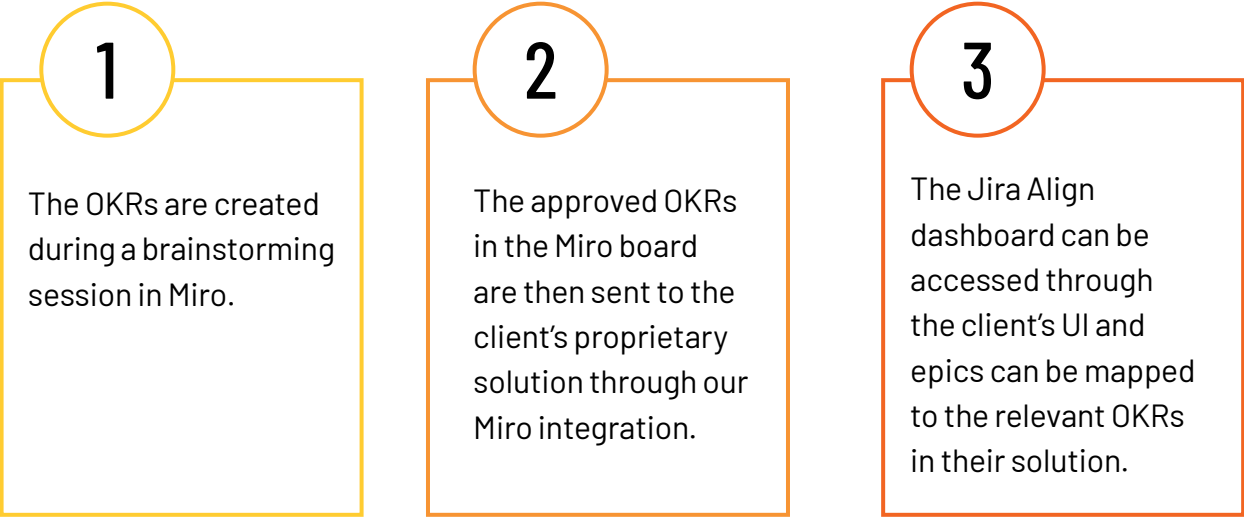 1
The OKRs are created
during a brainstorming
session in Miro.
2
The approved OKRs
in the Miro board
are then sent to the
client's proprietary
solution through our
Miro integration.
3
The Jira Align
dashboard can be
accessed through
the client's UI and
epics can be mapped
to the relevant OKRs
in their solution.